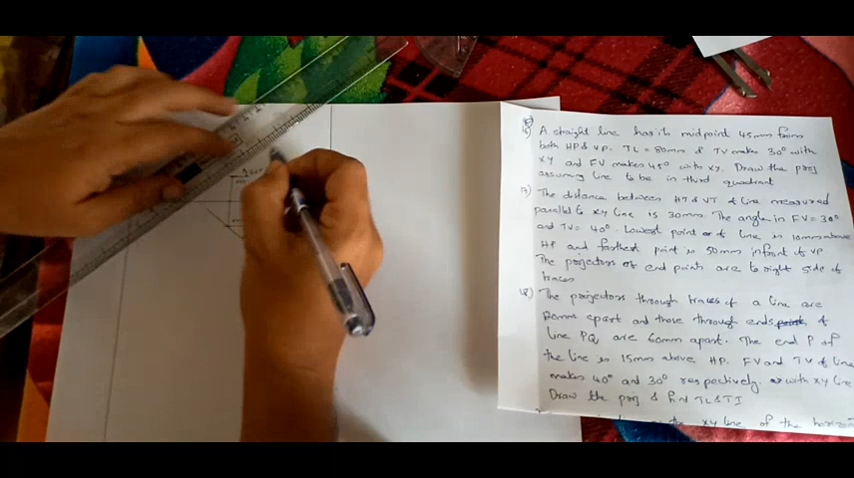 A straight line has its midpoint 45mm from
both HP & VP. TL = 80mm & TV makes 30° with
XY and FV makes 45° with XY. Draw the proj
assuming line to be in third quadrant
7) The distance between HT & VT of line measured
parallel to xy line is 30mm. The angle in FV = 30°
and TV = 40°. Lowest point of line is 10mm above
HP and farthest point is 50mm infront of VP
The projectors of end points are to right side of
traces
The projectors through traces of a line are
apart and those through ends of
line PQ are 60mm apart. The end P of
the line is 15mm above HP. FV and TV of line
makes 40° and 30° respectively. with xy line
Draw the proj & find TL & TI
xy line of the